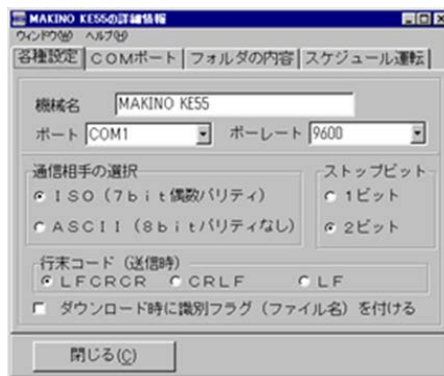 MAKINO KE55の詳細情報
ウィンドウ(W) ヘルプ(H)
各種設定 COMポート フォルダの内容 スケジュール運転
機械名 MAKINO KE55
ポート COM1 ボーレート 9600
通信相手の選択 ストップビット
ISO(7bit偶数パリティ) 1ビット
ASCII(8bitパリティなし) 2ビット
行末コード(送信時)
LFCRCR CRLF LF
ダウンロード時に識別フラグ(ファイル名)を付ける
閉じる(C)